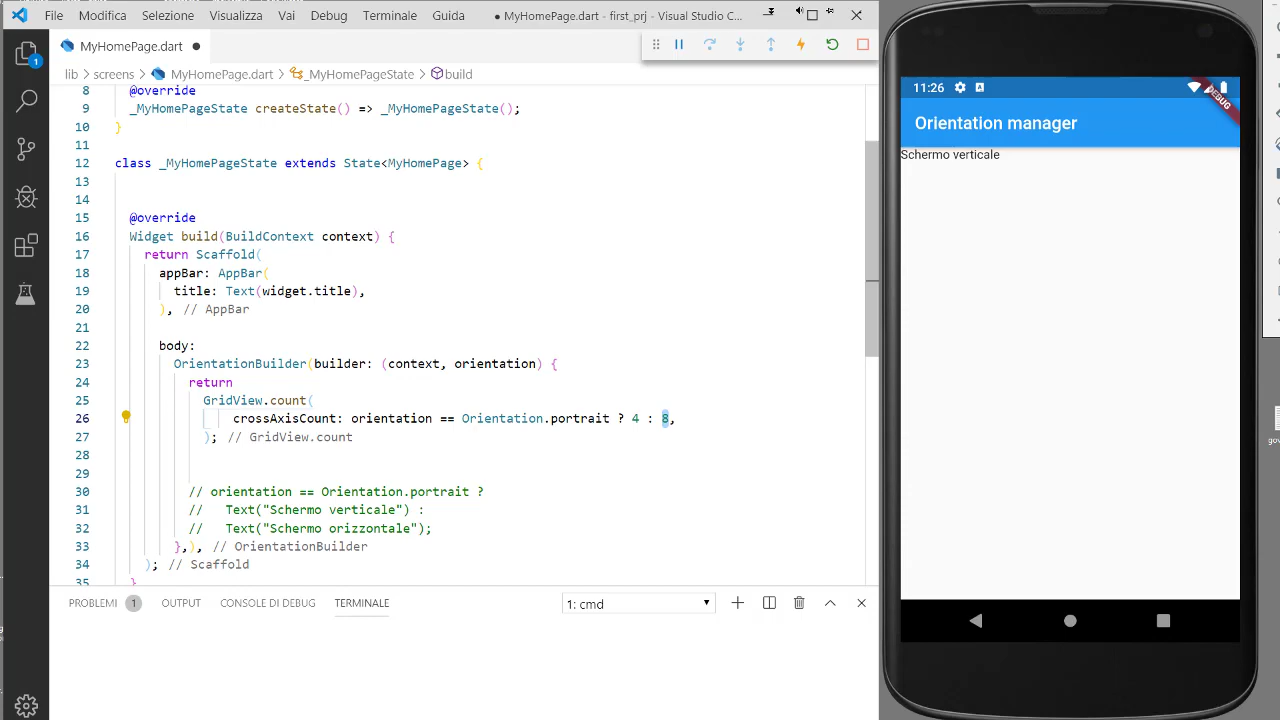 File Modifica Selezione Visualizza Vai Debug Terminale Guida ● MyHomePage.dart - first_prj - Visual Studio C...
MyHomePage.dart ●
lib > screens > MyHomePage.dart > _MyHomePageState > build
8 @override
9 _MyHomePageState createState() => _MyHomePageState();
10 }
11
12 class _MyHomePageState extends State<MyHomePage> {
13
14
15 @override
16 Widget build(BuildContext context) {
17 return Scaffold(
18 appBar: AppBar(
19 title: Text(widget.title),
20 ), // AppBar
21
22 body:
23 OrientationBuilder(builder: (context, orientation) {
24 return
25 GridView.count(
26 crossAxisCount: orientation == Orientation.portrait ? 4 : 8,
27 ); // GridView.count
28
29
30 // orientation == Orientation.portrait ?
31 // Text("Schermo verticale") :
32 // Text("Schermo orizzontale");
33 },), // OrientationBuilder
34 ); // Scaffold
35 }
1
PROBLEMI 1 OUTPUT CONSOLE DI DEBUG TERMINALE 1: cmd
11:26
DEBUG
Orientation manager
Schermo verticale